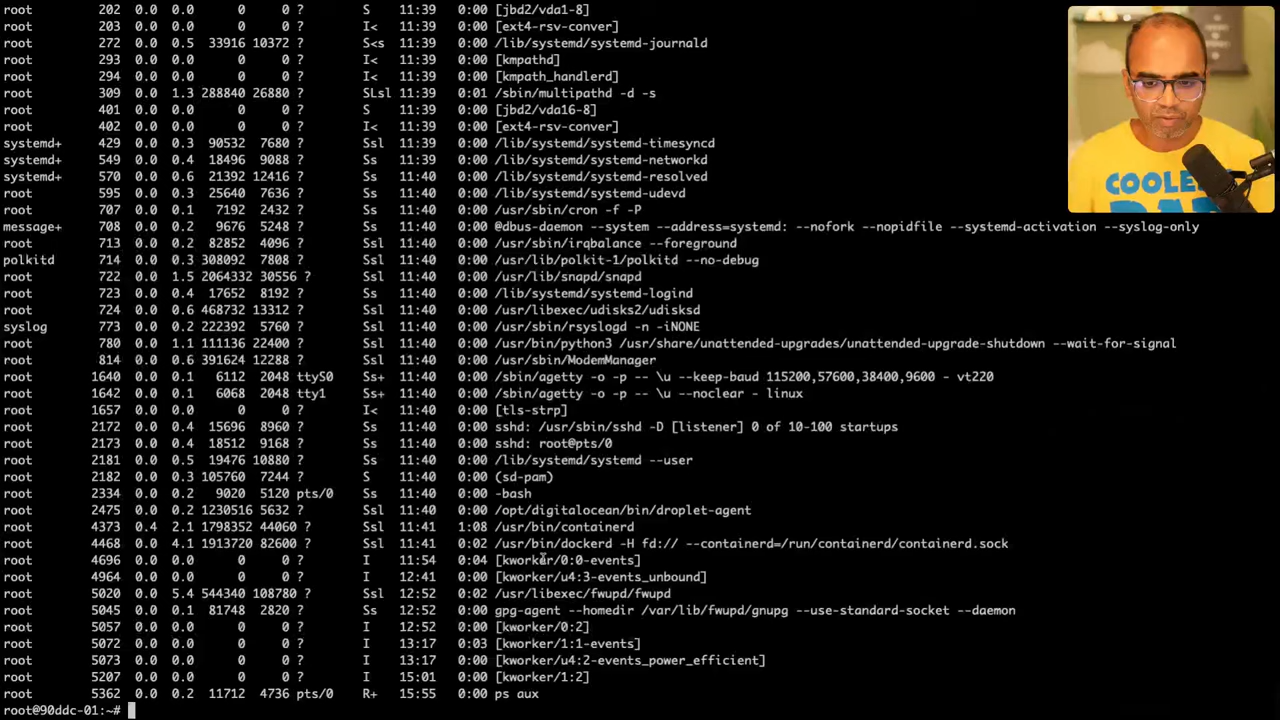 root         202  0.0  0.0      0     0 ?        S    11:39   0:00 [jbd2/vda1-8]
root         203  0.0  0.0      0     0 ?        I<   11:39   0:00 [ext4-rsv-conver]
root         272  0.0  0.5  33916 10372 ?        S<s  11:39   0:00 /lib/systemd/systemd-journald
root         293  0.0  0.0      0     0 ?        I<   11:39   0:00 [kmpathd]
root         294  0.0  0.0      0     0 ?        I<   11:39   0:00 [kmpath_handlerd]
root         309  0.0  1.3 288840 26880 ?        SLsl 11:39   0:01 /sbin/multipathd -d -s
root         401  0.0  0.0      0     0 ?        S    11:39   0:00 [jbd2/vda16-8]
root         402  0.0  0.0      0     0 ?        I<   11:39   0:00 [ext4-rsv-conver]
systemd+     429  0.0  0.3  90532  7680 ?        Ssl  11:39   0:00 /lib/systemd/systemd-timesyncd
systemd+     549  0.0  0.4  18496  9088 ?        Ss   11:39   0:00 /lib/systemd/systemd-networkd
systemd+     570  0.0  0.6  21392 12416 ?        Ss   11:39   0:00 /lib/systemd/systemd-resolved
root         595  0.0  0.3  25640  7636 ?        Ss   11:39   0:00 /lib/systemd/systemd-udevd
root         707  0.0  0.1   7192  2432 ?        Ss   11:40   0:00 /usr/sbin/cron -f -P
message+     708  0.0  0.2   9676  5248 ?        Ss   11:40   0:00 @dbus-daemon --system --address=systemd: --nofork --nopidfile --systemd-activation --syslog-only
root         713  0.0  0.2  82852  4096 ?        Ssl  11:40   0:00 /usr/sbin/irqbalance --foreground
polkitd      714  0.0  0.3 308092  7808 ?        Ssl  11:40   0:00 /usr/lib/polkit-1/polkitd --no-debug
root         722  0.0  1.5 2064332 30556 ?       Ssl  11:40   0:00 /usr/lib/snapd/snapd
root         723  0.0  0.4  17652  8192 ?        Ss   11:40   0:00 /lib/systemd/systemd-logind
root         724  0.0  0.6 468732 13312 ?        Ssl  11:40   0:00 /usr/libexec/udisks2/udisksd
syslog       773  0.0  0.2 222392  5760 ?        Ssl  11:40   0:00 /usr/sbin/rsyslogd -n -iNONE
root         780  0.0  1.1 111136 22400 ?        Ssl  11:40   0:00 /usr/bin/python3 /usr/share/unattended-upgrades/unattended-upgrade-shutdown --wait-for-signal
root         814  0.0  0.6 391624 12288 ?        Ssl  11:40   0:00 /usr/sbin/ModemManager
root        1640  0.0  0.1   6112  2048 ttyS0    Ss+  11:40   0:00 /sbin/agetty -o -p -- \u --keep-baud 115200,57600,38400,9600 - vt220
root        1642  0.0  0.1   6068  2048 tty1     Ss+  11:40   0:00 /sbin/agetty -o -p -- \u --noclear - linux
root        1657  0.0  0.0      0     0 ?        I<   11:40   0:00 [tls-strp]
root        2172  0.0  0.4  15696  8960 ?        Ss   11:40   0:00 sshd: /usr/sbin/sshd -D [listener] 0 of 10-100 startups
root        2173  0.0  0.4  18512  9168 ?        Ss   11:40   0:00 sshd: root@pts/0
root        2181  0.0  0.5  19476 10880 ?        Ss   11:40   0:00 /lib/systemd/systemd --user
root        2182  0.0  0.3 105760  7244 ?        S    11:40   0:00 (sd-pam)
root        2334  0.0  0.2   9020  5120 pts/0    Ss   11:40   0:00 -bash
root        2475  0.0  0.2 1230516 5632 ?        Ssl  11:40   0:00 /opt/digitalocean/bin/droplet-agent
root        4373  0.4  2.1 1798352 44060 ?       Ssl  11:41   1:08 /usr/bin/containerd
root        4468  0.0  4.1 1913720 82600 ?       Ssl  11:41   0:02 /usr/bin/dockerd -H fd:// --containerd=/run/containerd/containerd.sock
root        4696  0.0  0.0      0     0 ?        I    11:54   0:04 [kworker/0:0-events]
root        4964  0.0  0.0      0     0 ?        I    12:41   0:00 [kworker/u4:3-events_unbound]
root        5020  0.0  5.4 544340 108780 ?       Ssl  12:52   0:02 /usr/libexec/fwupd/fwupd
root        5045  0.0  0.1  81748  2820 ?        Ss   12:52   0:00 gpg-agent --homedir /var/lib/fwupd/gnupg --use-standard-socket --daemon
root        5057  0.0  0.0      0     0 ?        I    12:52   0:00 [kworker/0:2]
root        5072  0.0  0.0      0     0 ?        I    13:17   0:03 [kworker/1:1-events]
root        5073  0.0  0.0      0     0 ?        I    13:17   0:00 [kworker/u4:2-events_power_efficient]
root        5207  0.0  0.0      0     0 ?        I    15:01   0:00 [kworker/1:2]
root        5362  0.0  0.2  11712  4736 pts/0    R+   15:55   0:00 ps aux
root@90ddc-01:~#